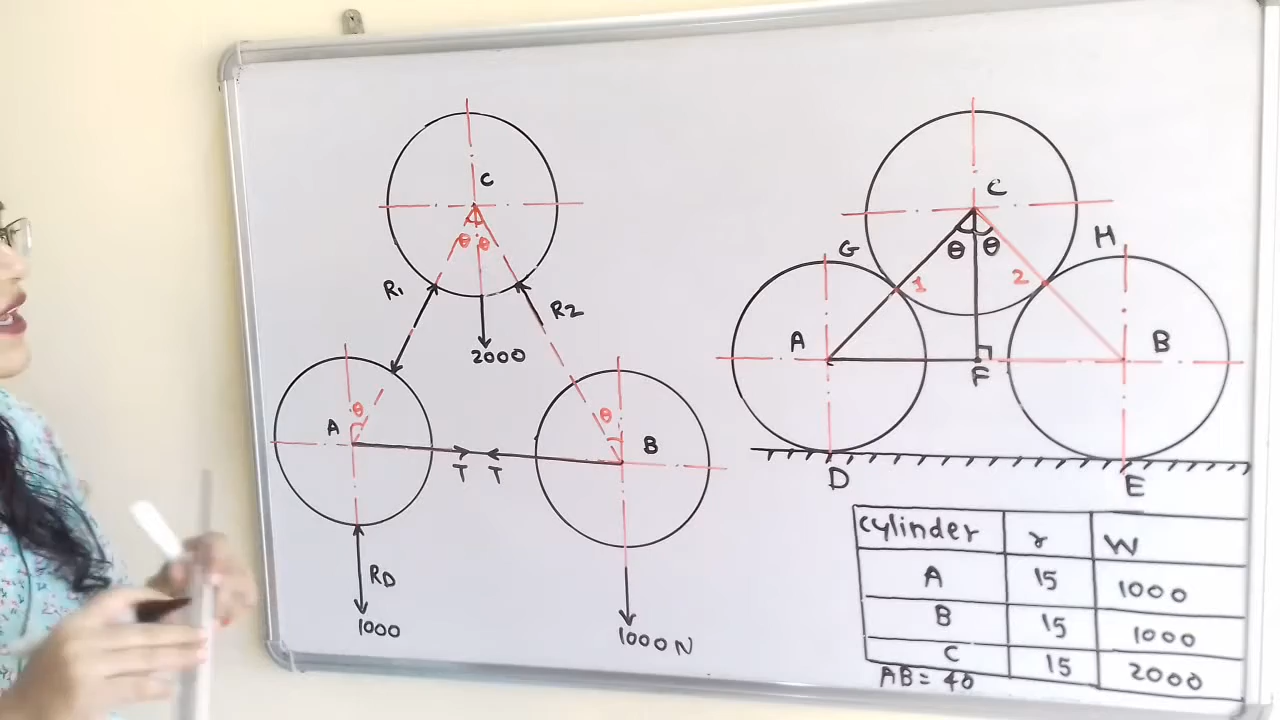 C
θ θ
R1
R2
2000
A
θ
θ
B
T T
RD
1000
1000 N
C
θ θ
G
H
1
2
A
B
F
D
E
cylinder r W
A 15 1000
B 15 1000
C 15 2000
AB = 40